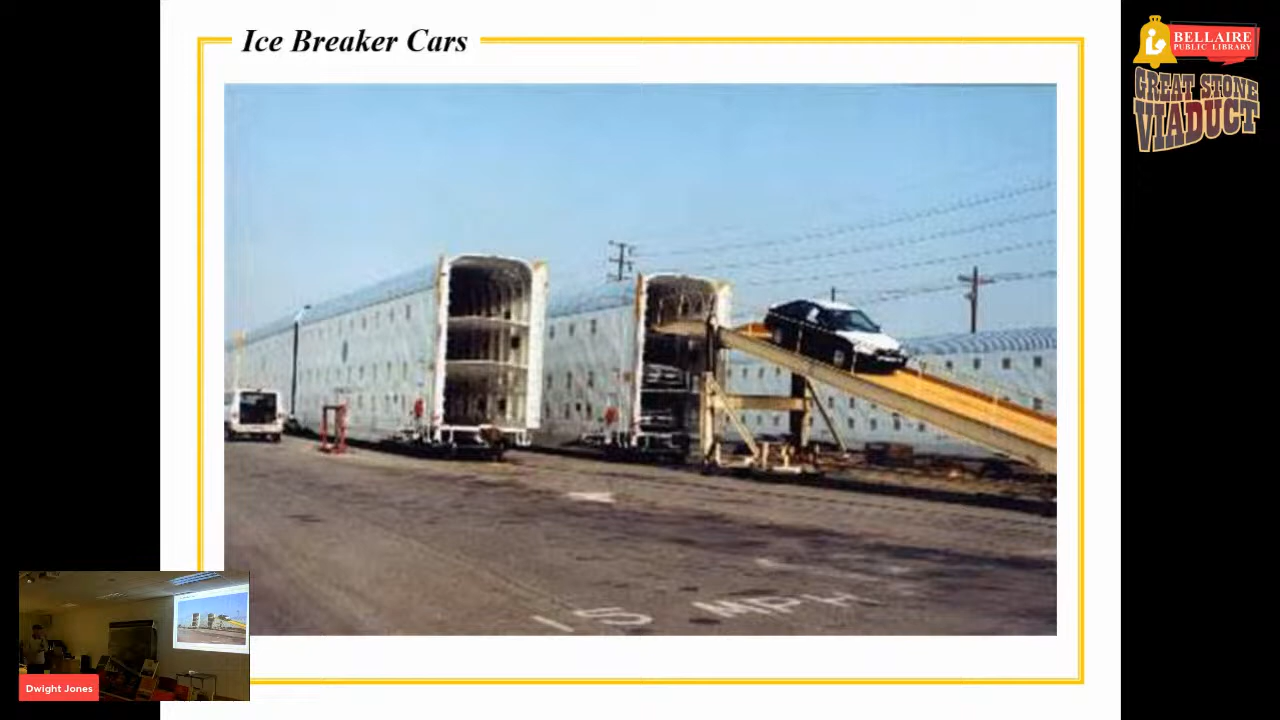 Ice Breaker Cars
BELLAIRE
PUBLIC LIBRARY
GREAT STONE
VIADUCT
15 MPH
Dwight Jones